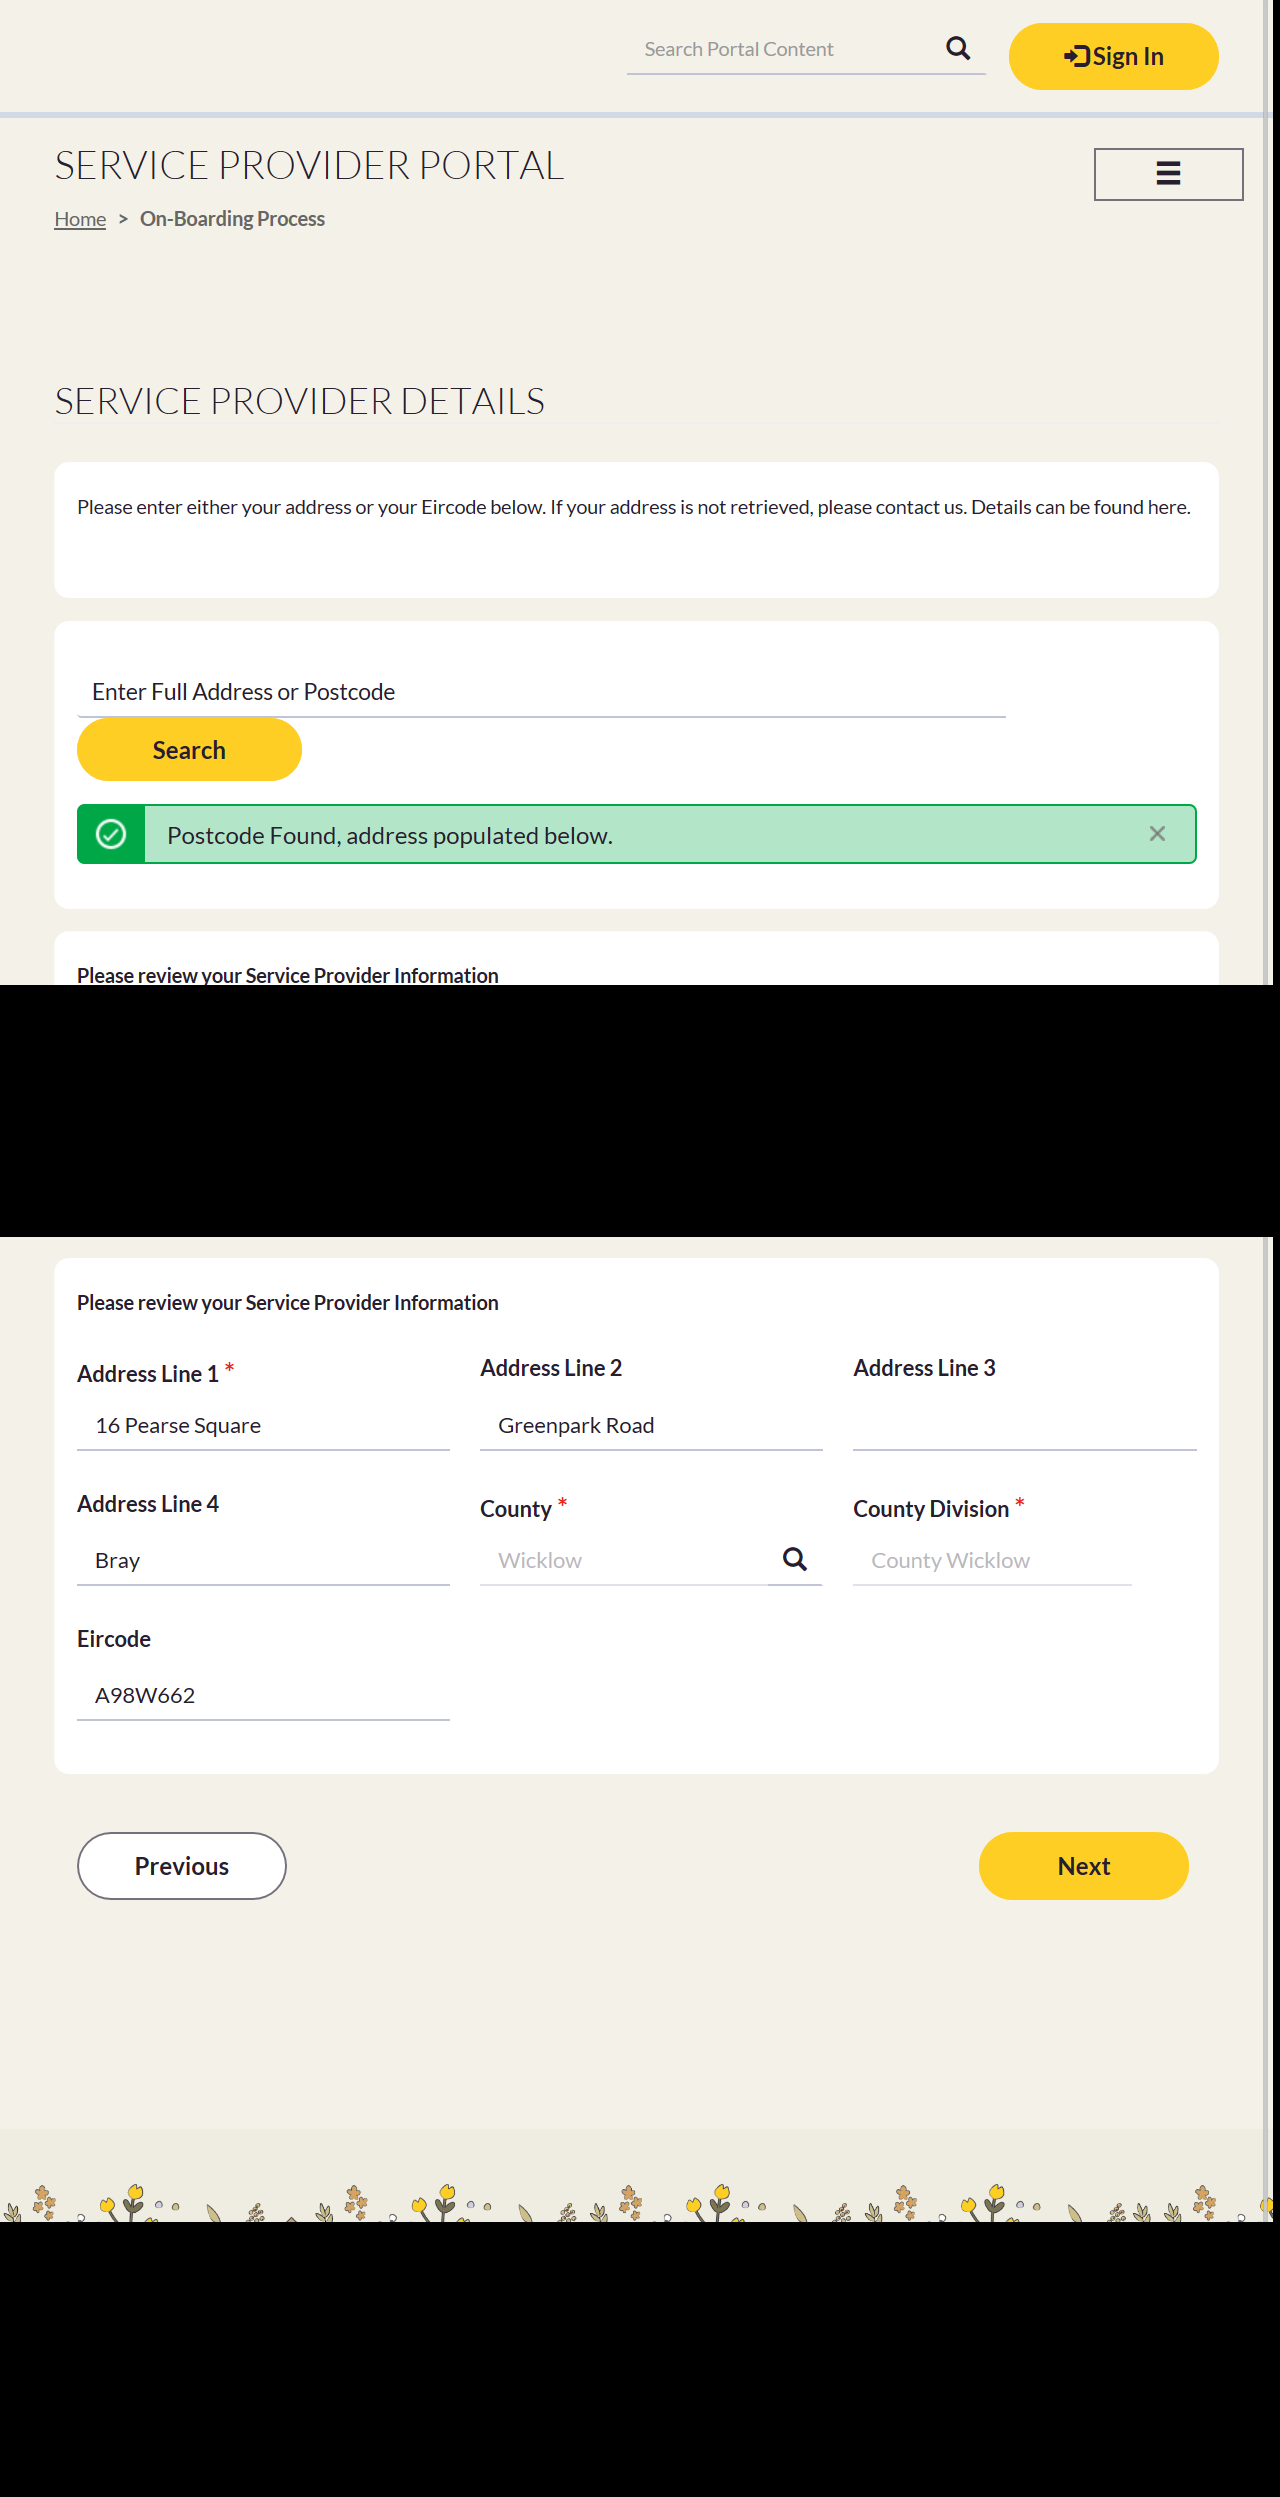 Search Portal Content
Sign In
SERVICE PROVIDER PORTAL
Home > On-Boarding Process
SERVICE PROVIDER DETAILS
Please enter either your address or your Eircode below. If your address is not retrieved, please contact us. Details can be found here.
Enter Full Address or Postcode
Search
Postcode Found, address populated below.
Please review your Service Provider Information
Please review your Service Provider Information
Address Line 1 *
Address Line 2
Address Line 3
16 Pearse Square
Greenpark Road
Address Line 4
County *
County Division *
Bray
Wicklow
County Wicklow
Eircode
A98W662
Previous
Next